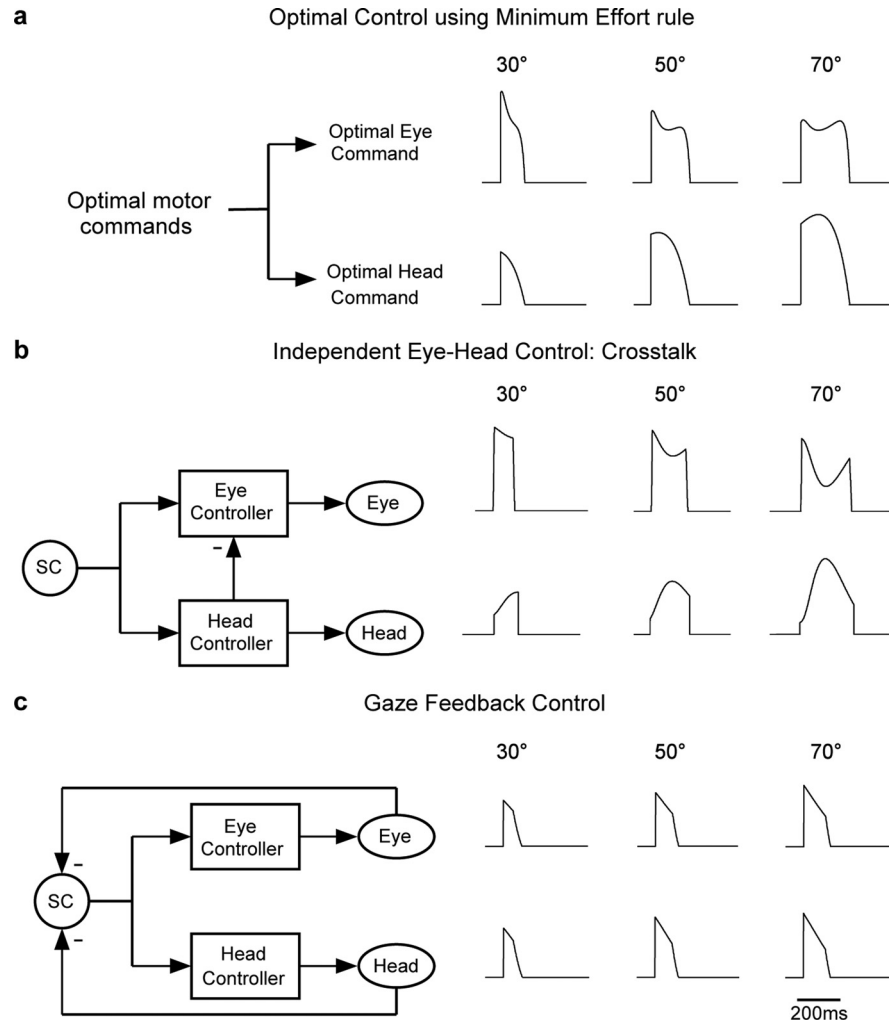 a
Optimal Control using Minimum Effort rule
30°
50°
70°
Optimal Eye
Command
Optimal motor
commands
Optimal Head
Command
b
Independent Eye-Head Control: Crosstalk
30°
50°
70°
Eye
Controller
Eye
-
SC
Head
Controller
Head
c
Gaze Feedback Control
30°
50°
70°
Eye
Controller
Eye
-
SC
-
Head
Controller
Head
200ms